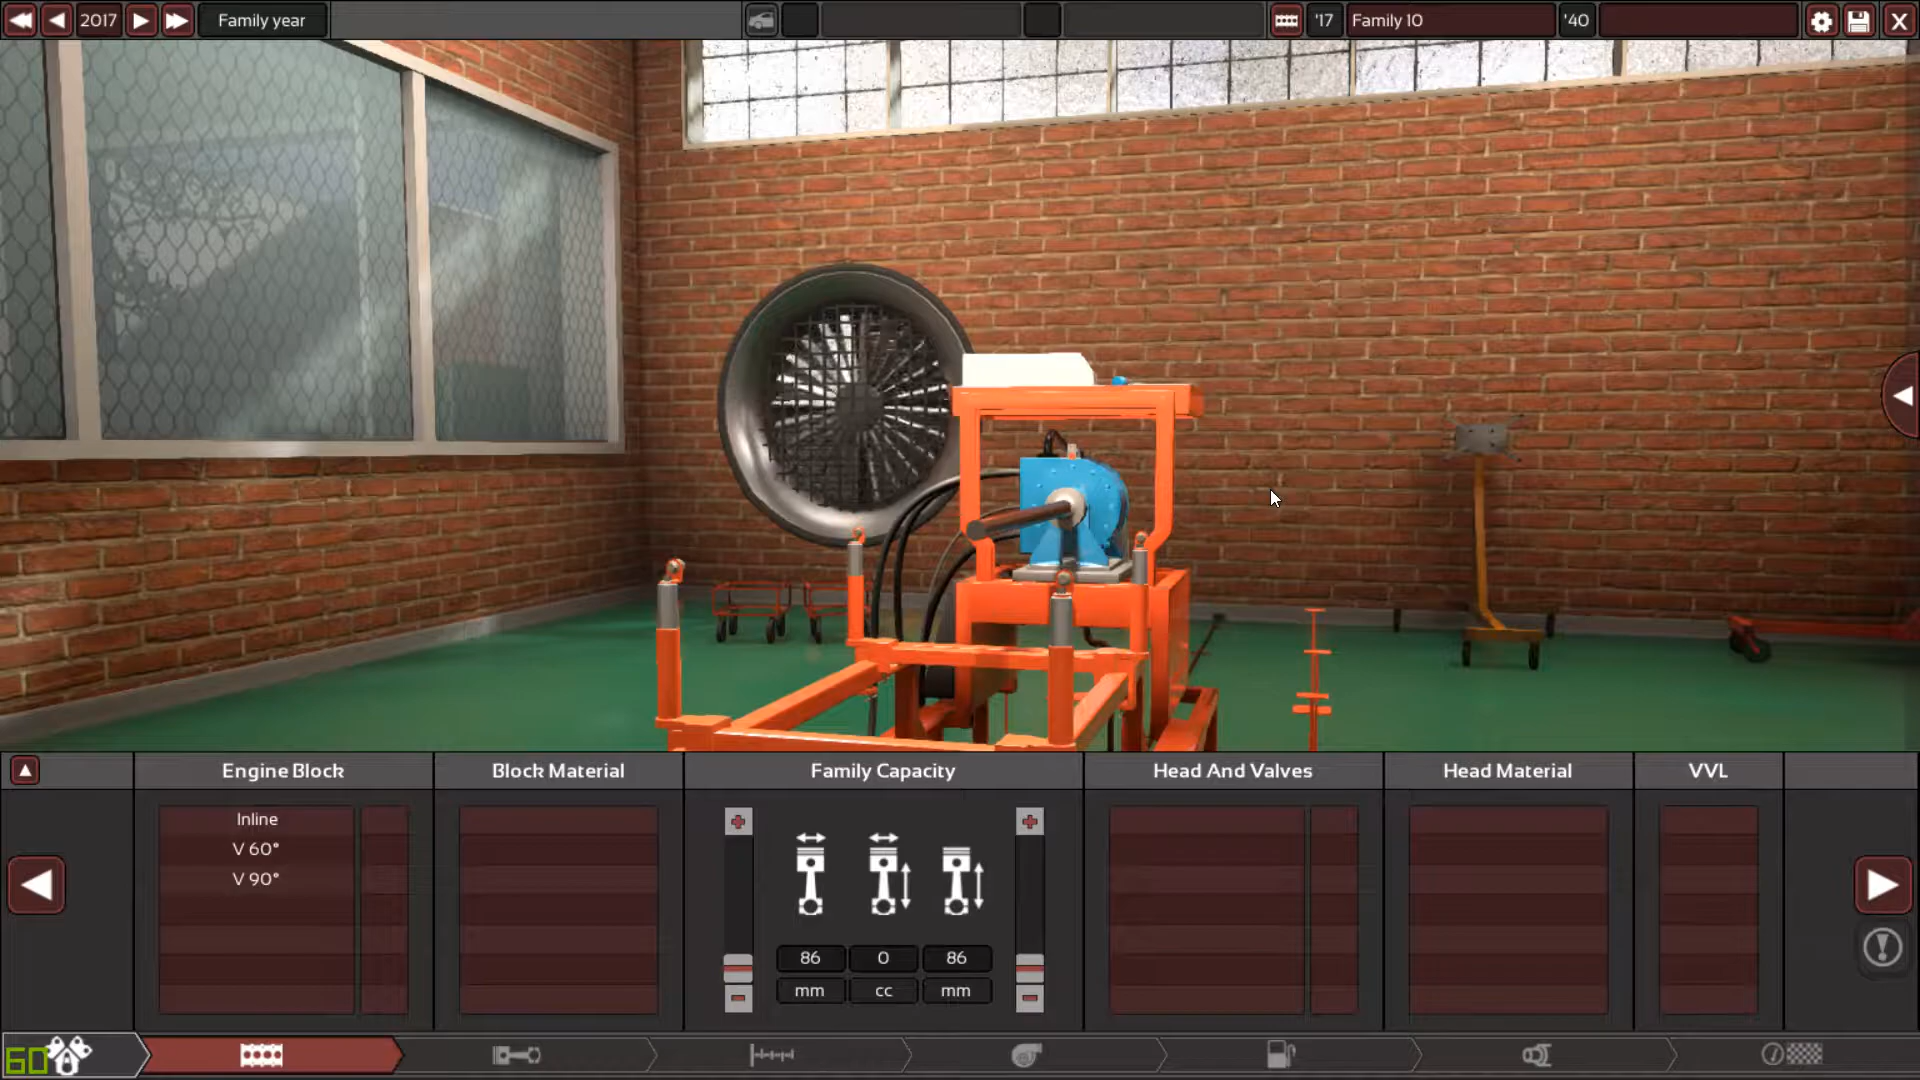 2017
Family year
'17
Family 10
'40
Engine Block
Block Material
Family Capacity
Head And Valves
Head Material
VVL
Inline
V 60°
V 90°
86
0
86
mm
cc
mm
60